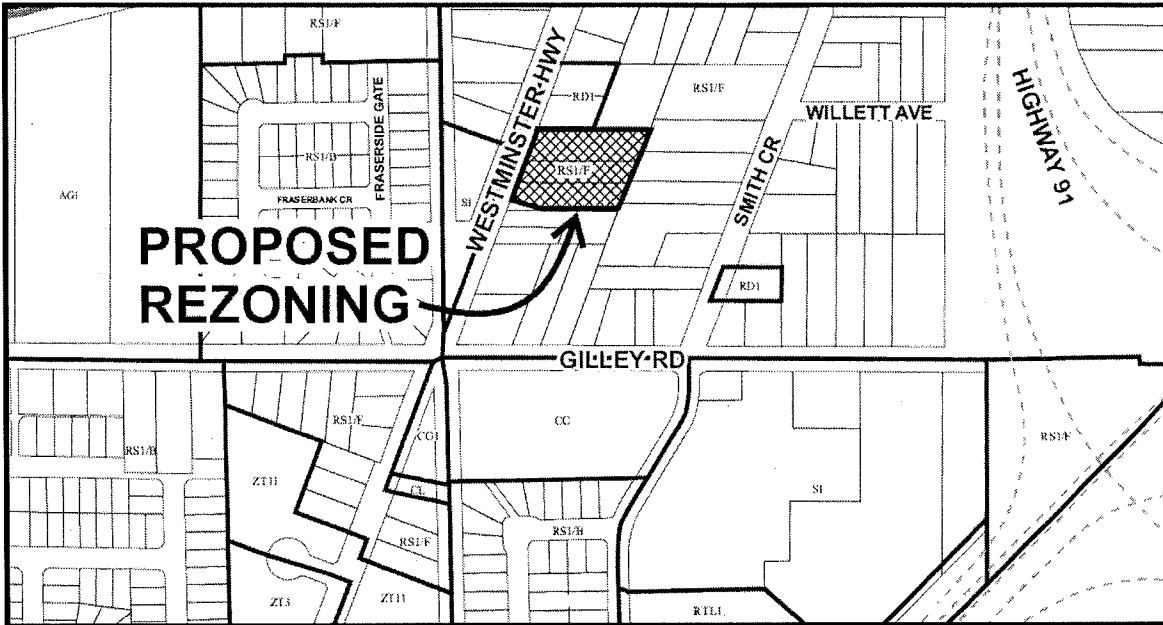 RS1/F
WESTMINSTER HWY
RD1
RS1/F
HIGHWAY 91
FRASERSIDE GATE
WILLETT AVE
RS1/B
RS1/F
AG1
FRASERBANK CR
SI
SMITH CR
PROPOSED
REZONING
RD1
GILLEY RD
RS1/F
CG1
CC
RS1/F
RS1/B
ZT11
CL
SI
RS1/B
RS1/F
ZT3
ZT11
RTL1